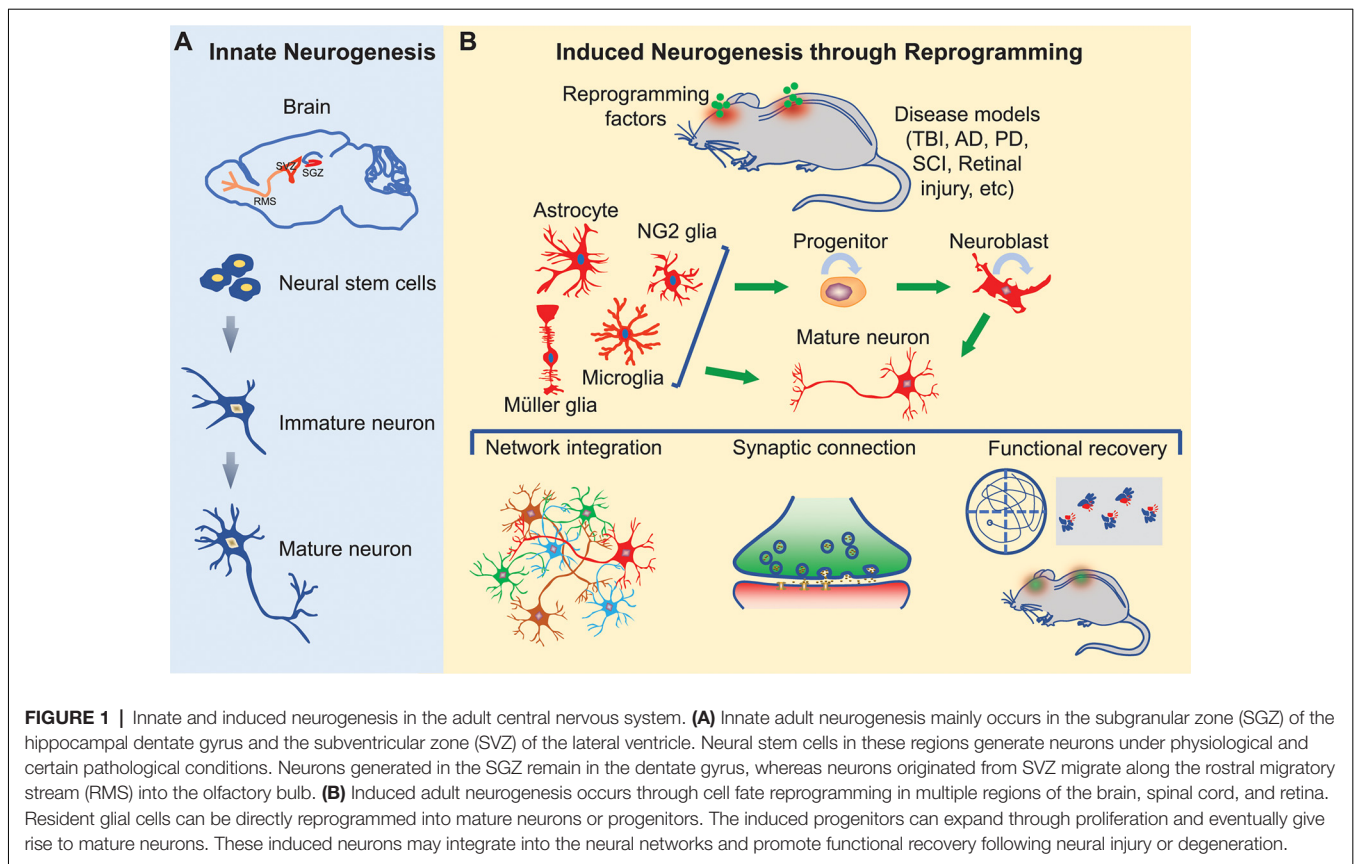 A
Innate Neurogenesis
Brain
SVZ
SGZ
RMS
Neural stem cells
Immature neuron
Mature neuron
B
Induced Neurogenesis through Reprogramming
Reprogramming
factors
Disease models
(TBI, AD, PD,
SCI, Retinal
injury, etc)
Astrocyte
NG2 glia
Microglia
Müller glia
Progenitor
Neuroblast
Mature neuron
Network integration
Synaptic connection
Functional recovery
FIGURE 1 | Innate and induced neurogenesis in the adult central nervous system. (A) Innate adult neurogenesis mainly occurs in the subgranular zone (SGZ) of the
hippocampal dentate gyrus and the subventricular zone (SVZ) of the lateral ventricle. Neural stem cells in these regions generate neurons under physiological and
certain pathological conditions. Neurons generated in the SGZ remain in the dentate gyrus, whereas neurons originated from SVZ migrate along the rostral migratory
stream (RMS) into the olfactory bulb. (B) Induced adult neurogenesis occurs through cell fate reprogramming in multiple regions of the brain, spinal cord, and retina.
Resident glial cells can be directly reprogrammed into mature neurons or progenitors. The induced progenitors can expand through proliferation and eventually give
rise to mature neurons. These induced neurons may integrate into the neural networks and promote functional recovery following neural injury or degeneration.